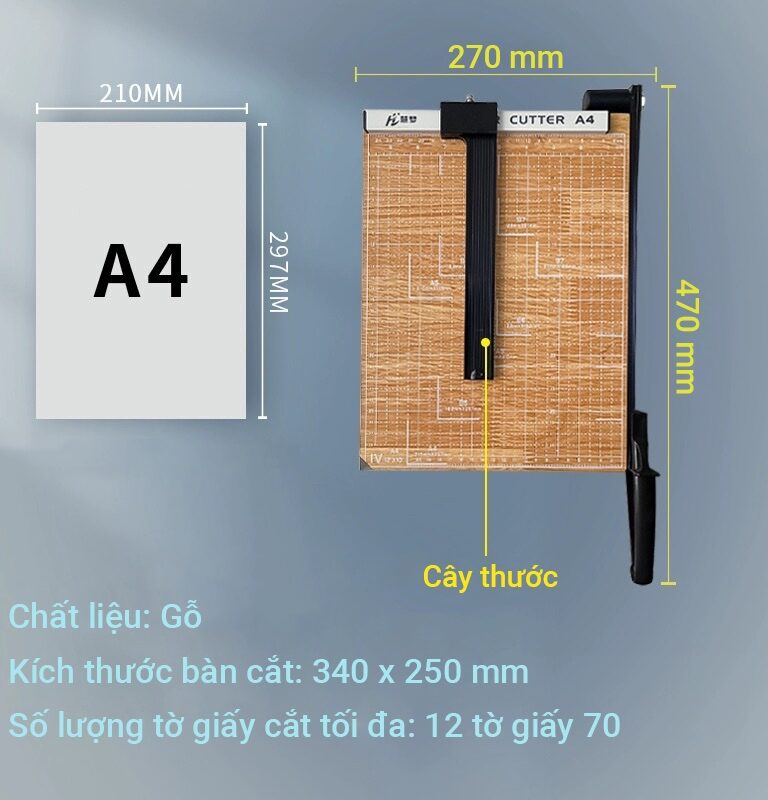 270 mm
210MM
CUTTER A4
A4
297MM
470 mm
Cây thước
Chất liệu: Gỗ
Kích thước bàn cắt: 340 x 250 mm
Số lượng tờ giấy cắt tối đa: 12 tờ giấy 70